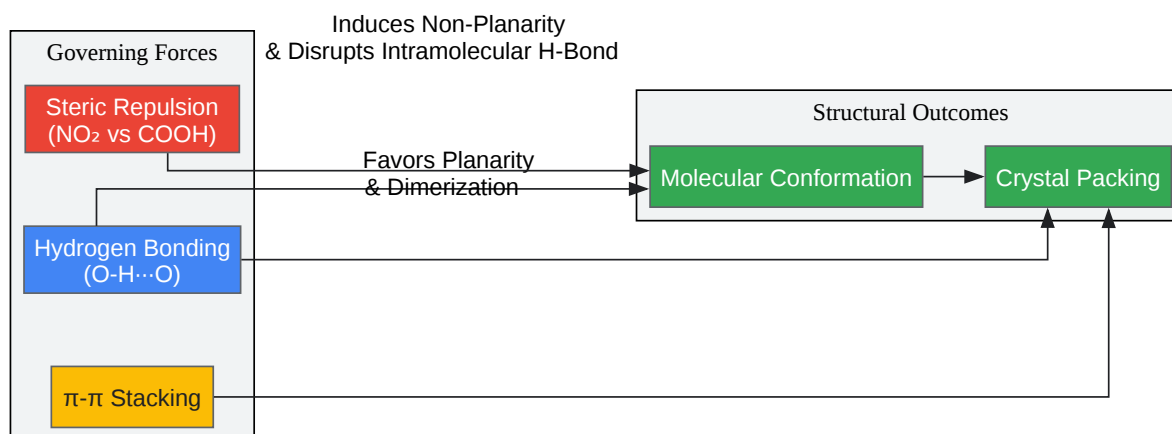 Induces Non-Planarity
& Disrupts Intramolecular H-Bond
Governing Forces
Steric Repulsion
(NO₂ vs COOH)
Structural Outcomes
Favors Planarity
& Dimerization
Molecular Conformation
Crystal Packing
Hydrogen Bonding
(O-H···O)
π-π Stacking